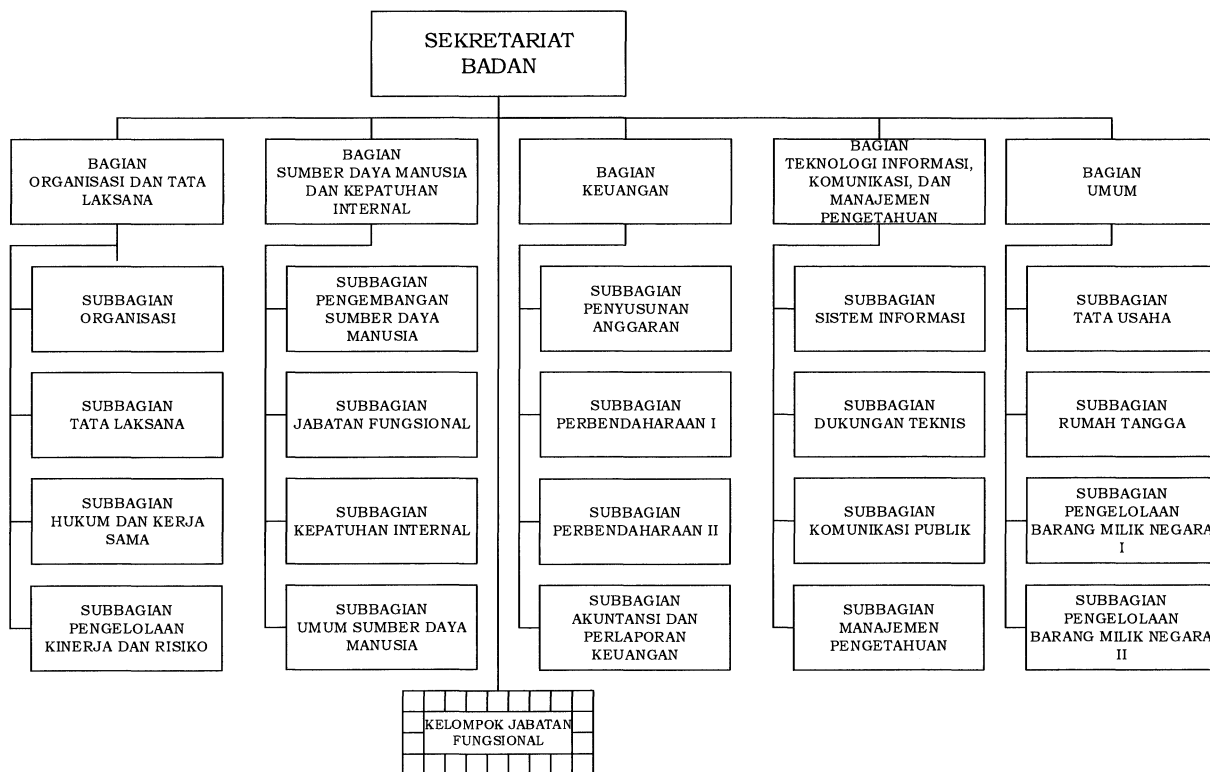 SEKRETARIAT
BADAN
BAGIAN
ORGANISASI DAN TATA
LAKSANA
BAGIAN
SUMBER DAYA MANUSIA
DAN KEPATUHAN
INTERNAL
BAGIAN
KEUANGAN
BAGIAN
TEKNOLOGI INFORMASI,
KOMUNIKASI, DAN
MANAJEMEN
PENGETAHUAN
BAGIAN
UMUM
SUBBAGIAN
ORGANISASI
SUBBAGIAN
PENGEMBANGAN
SUMBER DAYA
MANUSIA
SUBBAGIAN
PENYUSUNAN
ANGGARAN
SUBBAGIAN
SISTEM INFORMASI
SUBBAGIAN
TATA USAHA
SUBBAGIAN
TATA LAKSANA
SUBBAGIAN
JABATAN FUNGSIONAL
SUBBAGIAN
PERBENDAHARAAN I
SUBBAGIAN
DUKUNGAN TEKNIS
SUBBAGIAN
RUMAH TANGGA
SUBBAGIAN
HUKUM DAN KERJA
SAMA
SUBBAGIAN
KEPATUHAN INTERNAL
SUBBAGIAN
PERBENDAHARAAN II
SUBBAGIAN
KOMUNIKASI PUBLIK
SUBBAGIAN
PENGELOLAAN
BARANG MILIK NEGARA
I
SUBBAGIAN
PENGELOLAAN
KINERJA DAN RISIKO
SUBBAGIAN
UMUM SUMBER DAYA
MANUSIA
SUBBAGIAN
AKUNTANSI DAN
PERLAPORAN
KEUANGAN
SUBBAGIAN
MANAJEMEN
PENGETAHUAN
SUBBAGIAN
PENGELOLAAN
BARANG MILIK NEGARA
II
KELOMPOK JABATAN
FUNGSIONAL